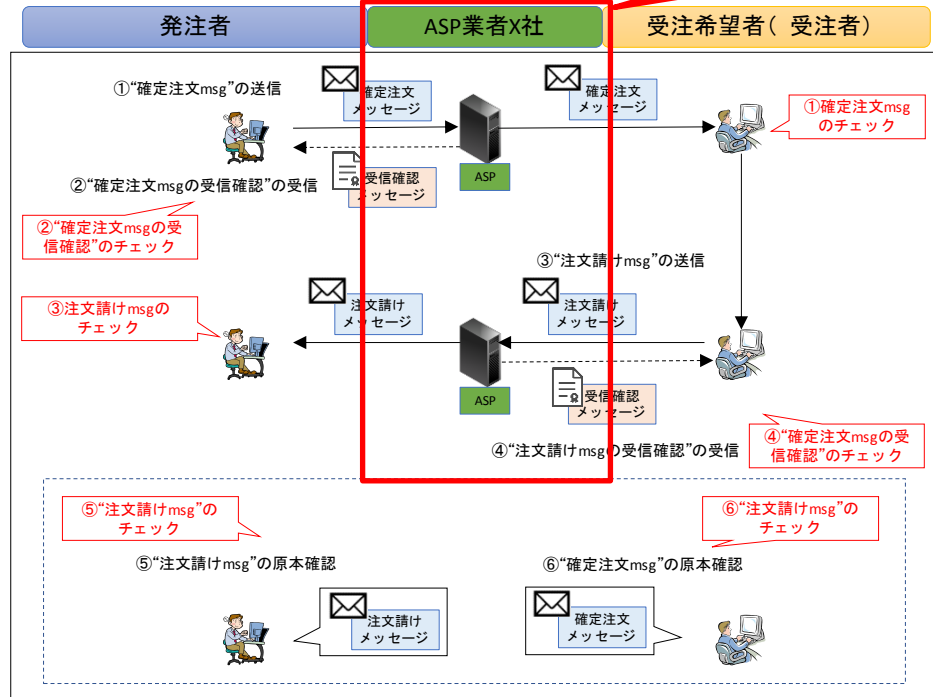 発注者
ASP業者X社
受注希望者( 受注者)
①“確定注文msg”の送信
確定注文
メッセージ
確定注文
メッセージ
①確定注文msg
のチェック
ASP
②“確定注文msgの受信確認”の受信
受信確認
メッセージ
②“確定注文msgの受
信確認”のチェック
③“注文請けmsg”の送信
③注文請けmsgの
チェック
注文請け
メッセージ
注文請け
メッセージ
ASP
受信確認
メッセージ
④“注文請けmsgの受信確認”の受信
④“確定注文msgの受
信確認”のチェック
⑤“注文請けmsg”の
チェック
⑥“注文請けmsg”の
チェック
⑤“注文請けmsg”の原本確認
⑥“確定注文msg”の原本確認
注文請け
メッセージ
確定注文
メッセージ